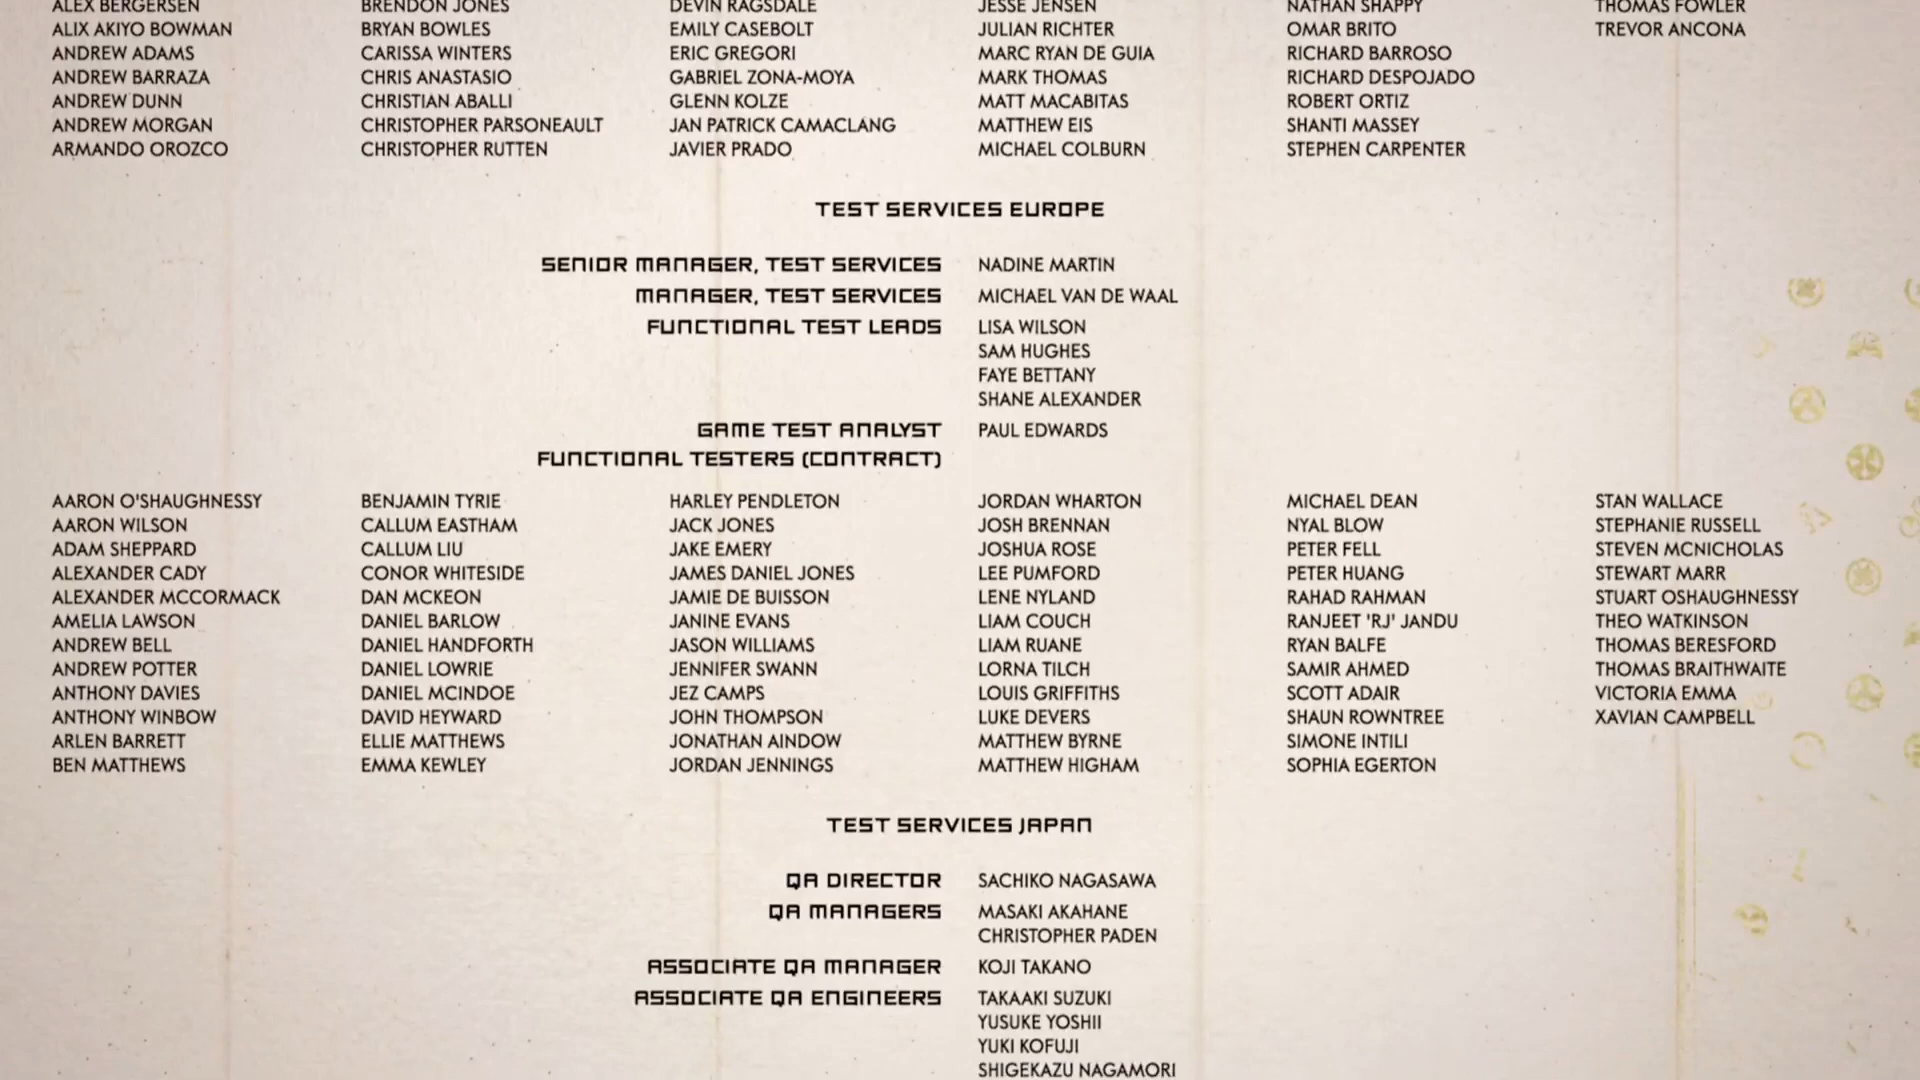 ALEX BERGERSEN BRENDON JONES DEVIN RAGSDALE JESSE JENSEN NATHAN SHAPPY THOMAS FOWLER
ALIX AKIYO BOWMAN BRYAN BOWLES EMILY CASEBOLT JULIAN RICHTER OMAR BRITO TREVOR ANCONA
ANDREW ADAMS CARISSA WINTERS ERIC GREGORI MARC RYAN DE GUIA RICHARD BARROSO
ANDREW BARRAZA CHRIS ANASTASIO GABRIEL ZONA-MOYA MARK THOMAS RICHARD DESPOJADO
ANDREW DUNN CHRISTIAN ABALLI GLENN KOLZE MATT MACABITAS ROBERT ORTIZ
ANDREW MORGAN CHRISTOPHER PARSONEAULT JAN PATRICK CAMACLANG MATTHEW EIS SHANTI MASSEY
ARMANDO OROZCO CHRISTOPHER RUTTEN JAVIER PRADO MICHAEL COLBURN STEPHEN CARPENTER
TEST SERVICES EUROPE
SENIOR MANAGER, TEST SERVICES NADINE MARTIN
MANAGER, TEST SERVICES MICHAEL VAN DE WAAL
FUNCTIONAL TEST LEADS LISA WILSON
SAM HUGHES
FAYE BETTANY
SHANE ALEXANDER
GAME TEST ANALYST PAUL EDWARDS
FUNCTIONAL TESTERS (CONTRACT)
AARON O'SHAUGHNESSY BENJAMIN TYRIE HARLEY PENDLETON JORDAN WHARTON MICHAEL DEAN STAN WALLACE
AARON WILSON CALLUM EASTHAM JACK JONES JOSH BRENNAN NYAL BLOW STEPHANIE RUSSELL
ADAM SHEPPARD CALLUM LIU JAKE EMERY JOSHUA ROSE PETER FELL STEVEN MCNICHOLAS
ALEXANDER CADY CONOR WHITESIDE JAMES DANIEL JONES LEE PUMFORD PETER HUANG STEWART MARR
ALEXANDER MCCORMACK DAN MCKEON JAMIE DE BUISSON LENE NYLAND RAHAD RAHMAN STUART OSHAUGHNESSY
AMELIA LAWSON DANIEL BARLOW JANINE EVANS LIAM COUCH RANJEET 'RJ' JANDU THEO WATKINSON
ANDREW BELL DANIEL HANDFORTH JASON WILLIAMS LIAM RUANE RYAN BALFE THOMAS BERESFORD
ANDREW POTTER DANIEL LOWRIE JENNIFER SWANN LORNA TILCH SAMIR AHMED THOMAS BRAITHWAITE
ANTHONY DAVIES DANIEL MCINDOE JEZ CAMPS LOUIS GRIFFITHS SCOTT ADAIR VICTORIA EMMA
ANTHONY WINBOW DAVID HEYWARD JOHN THOMPSON LUKE DEVERS SHAUN ROWNTREE XAVIAN CAMPBELL
ARLEN BARRETT ELLIE MATTHEWS JONATHAN AINDOW MATTHEW BYRNE SIMONE INTILI
BEN MATTHEWS EMMA KEWLEY JORDAN JENNINGS MATTHEW HIGHAM SOPHIA EGERTON
TEST SERVICES JAPAN
QA DIRECTOR SACHIKO NAGASAWA
QA MANAGERS MASAKI AKAHANE
CHRISTOPHER PADEN
ASSOCIATE QA MANAGER KOJI TAKANO
ASSOCIATE QA ENGINEERS TAKAAKI SUZUKI
YUSUKE YOSHII
YUKI KOFUJI
SHIGEKAZU NAGAMORI